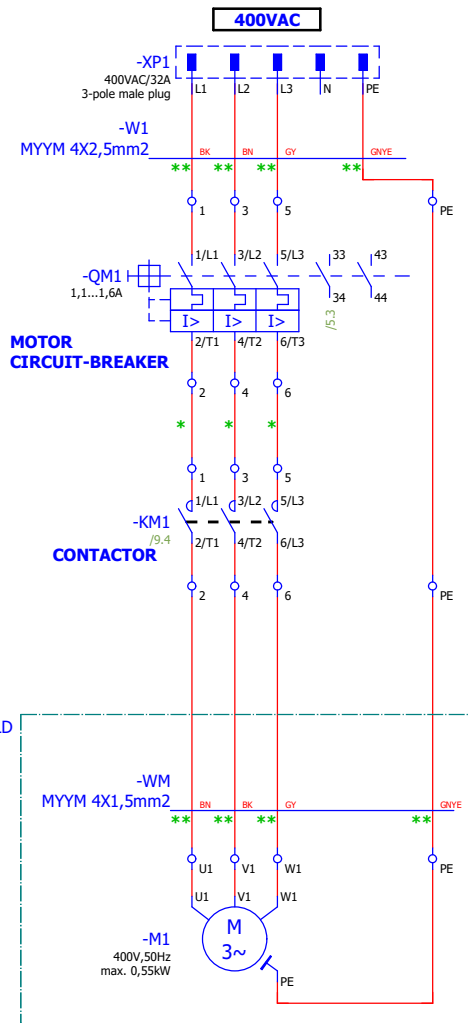 400VAC
-XP1
400VAC/32A
3-pole male plug
L1 L2 L3 N PE
-W1
MYYM 4X2,5mm2
BK BN GY GNYE
** ** ** **
1 3 5 PE
1/L1 3/L2 5/L3 33 43
-QM1
1,1...1,6A
34 44
I> I> I>
/5.3
2/T1 4/T2 6/T3
MOTOR
CIRCUIT-BREAKER
2 4 6
* * *
1 3 5
1/L1 3/L2 5/L3
-KM1
/9.4
2/T1 4/T2 6/L3
CONTACTOR
2 4 6 PE
LD
-WM
MYYM 4X1,5mm2
BN BK GY GNYE
** ** ** **
U1 V1 W1 PE
U1 V1 W1
-M1
400V,50Hz
max. 0,55kW
M
3~
PE